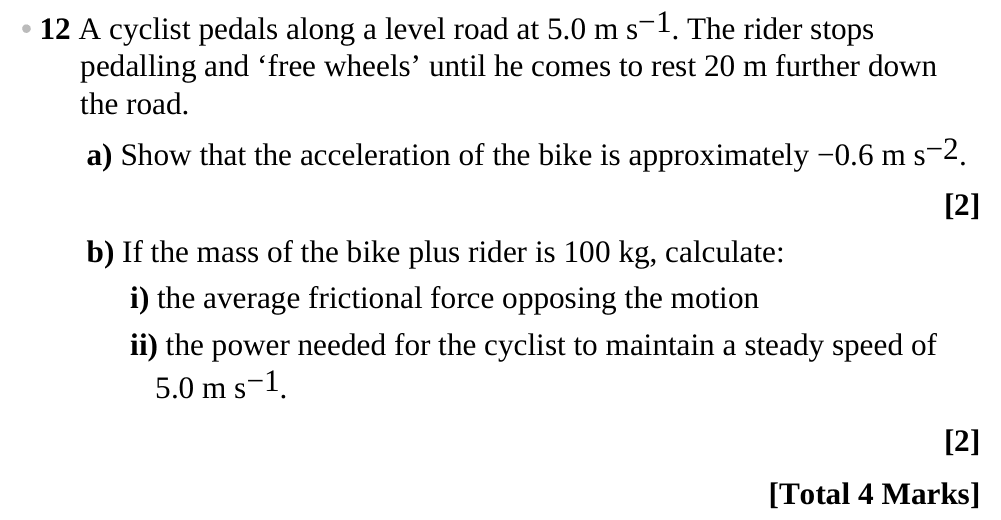 • 12 A cyclist pedals along a level road at 5.0 m s⁻¹. The rider stops
pedalling and ‘free wheels’ until he comes to rest 20 m further down
the road.
a) Show that the acceleration of the bike is approximately −0.6 m s⁻².
[2]
b) If the mass of the bike plus rider is 100 kg, calculate:
i) the average frictional force opposing the motion
ii) the power needed for the cyclist to maintain a steady speed of
5.0 m s⁻¹.
[2]
[Total 4 Marks]